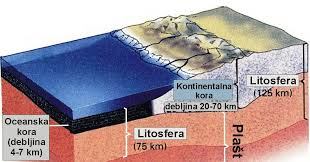 Kontinentalna
kora
debljina 20-70 km
Litosfera
(125 km)
Oceanska
kora
(debljina
4-7 km)
Litosfera
(75 km)
Plašt